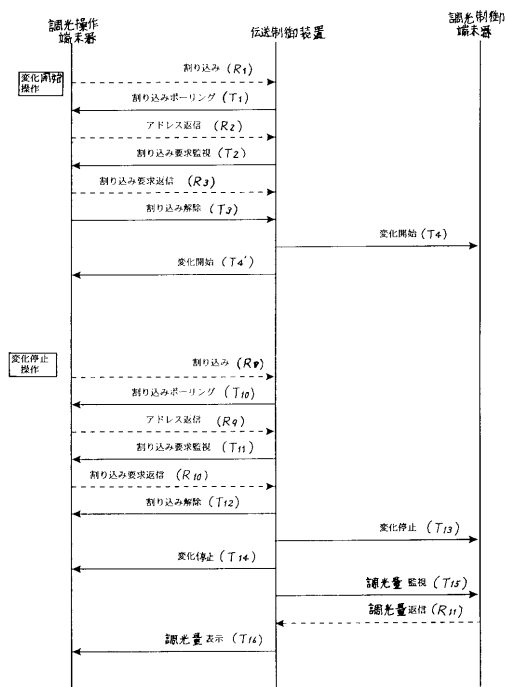 調光操作
端末器
伝送制御装置
調光制御
端末器
変化開始
操作
割り込み (R1)
割り込みポーリング (T1)
アドレス返信 (R2)
割り込み要求監視 (T2)
割り込み要求返信 (R3)
割り込み解除 (T3)
変化開始 (T4)
変化開始 (T4')
変化停止
操作
割り込み (R8)
割り込みポーリング (T10)
アドレス返信 (R9)
割り込み要求監視 (T11)
割り込み要求返信 (R10)
割り込み解除 (T12)
変化停止 (T13)
変化停止 (T14)
調光量 監視 (T15)
調光量 返信 (R11)
調光量 表示 (T16)